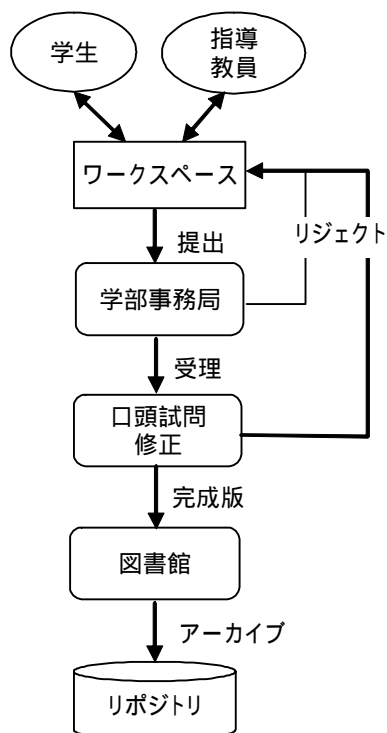 学生
指導
教員
ワークスペース
提出
リジェクト
学部事務局
受理
口頭試問
修正
完成版
図書館
アーカイブ
リポジトリ